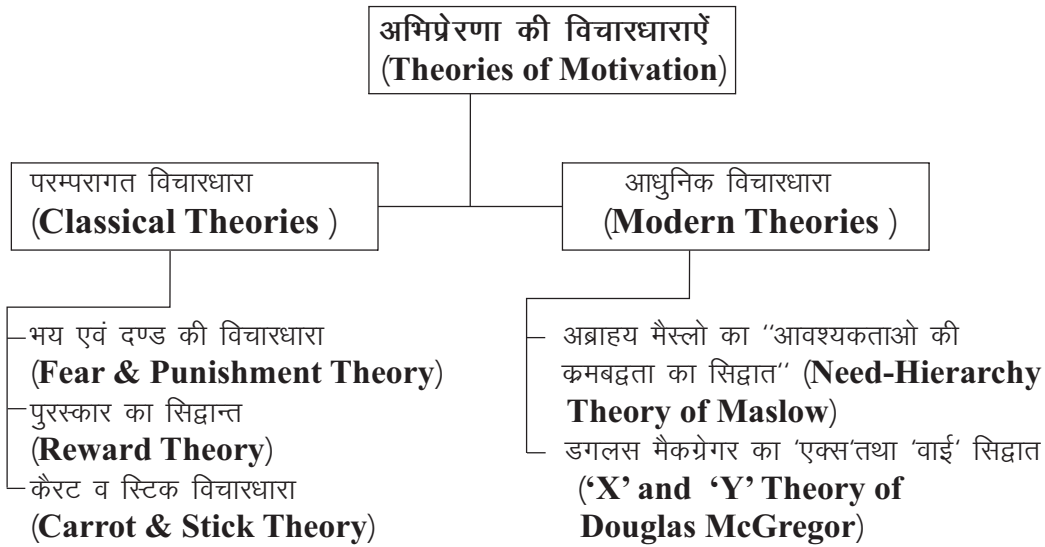 अभिप्रेरणा की विचारधाराऐं
(Theories of Motivation)
परम्परागत विचारधारा
(Classical Theories )
आधुनिक विचारधारा
(Modern Theories )
भय एवं दण्ड की विचारधारा
(Fear & Punishment Theory)
पुरस्कार का सिद्वान्त
(Reward Theory)
कैरट व स्टिक विचारधारा
(Carrot & Stick Theory)
अब्राहय मैस्लो का ''आवश्यकताओ की
क्रमबद्वता का सिद्वात'' (Need-Hierarchy
Theory of Maslow)
डगलस मैकग्रेगर का 'एक्स'तथा 'वाई' सिद्वात
(‘X’ and ‘Y’ Theory of
Douglas McGregor)